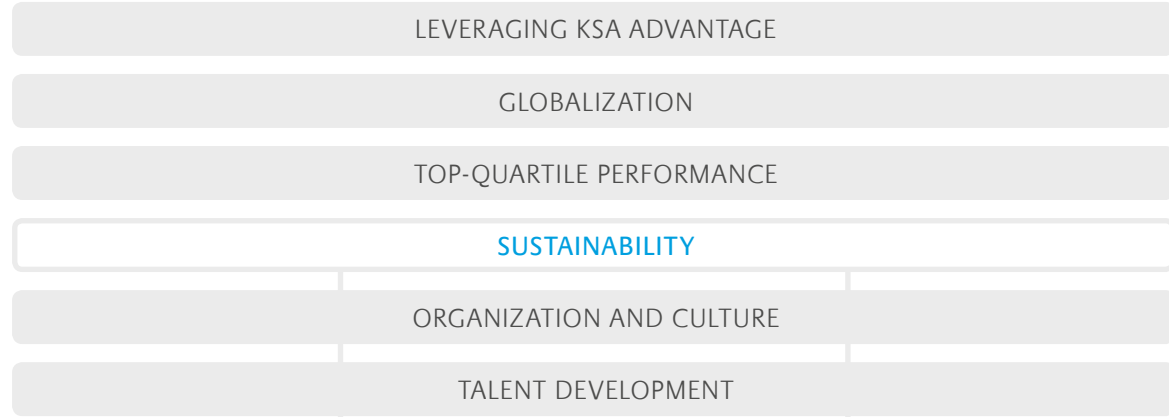 LEVERAGING KSA ADVANTAGE
GLOBALIZATION
TOP-QUARTILE PERFORMANCE
SUSTAINABILITY
ORGANIZATION AND CULTURE
TALENT DEVELOPMENT